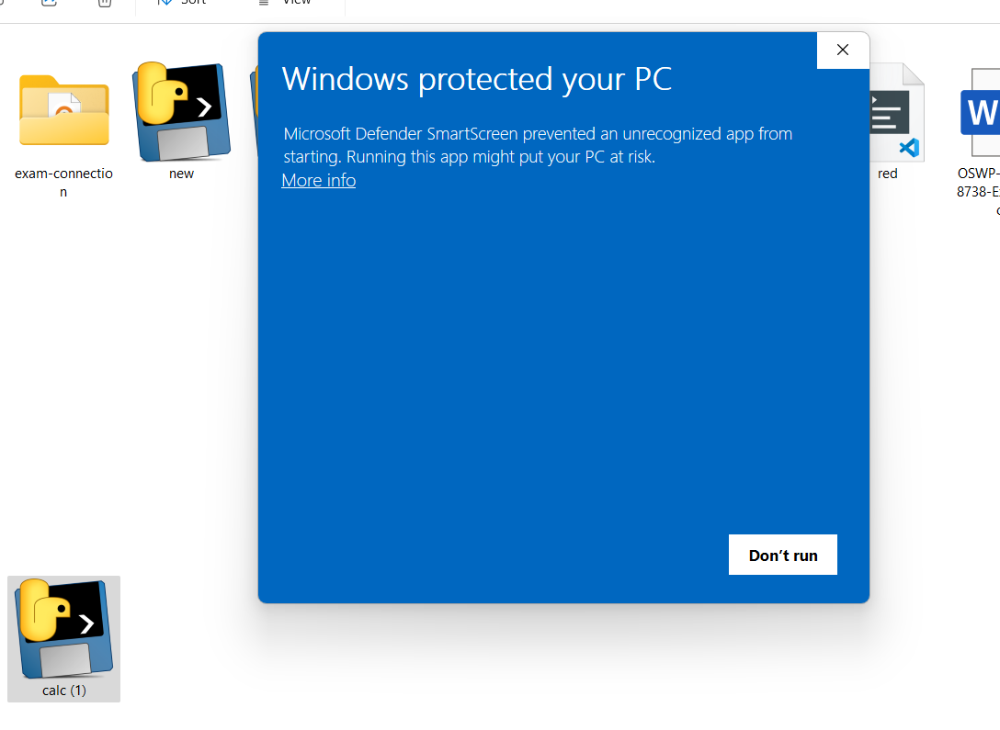 Sort
View
Windows protected your PC
Microsoft Defender SmartScreen prevented an unrecognized app from
starting. Running this app might put your PC at risk.
More info
Don’t run
exam-connectio
n
new
red
W
OSWP-
8738-E
calc (1)